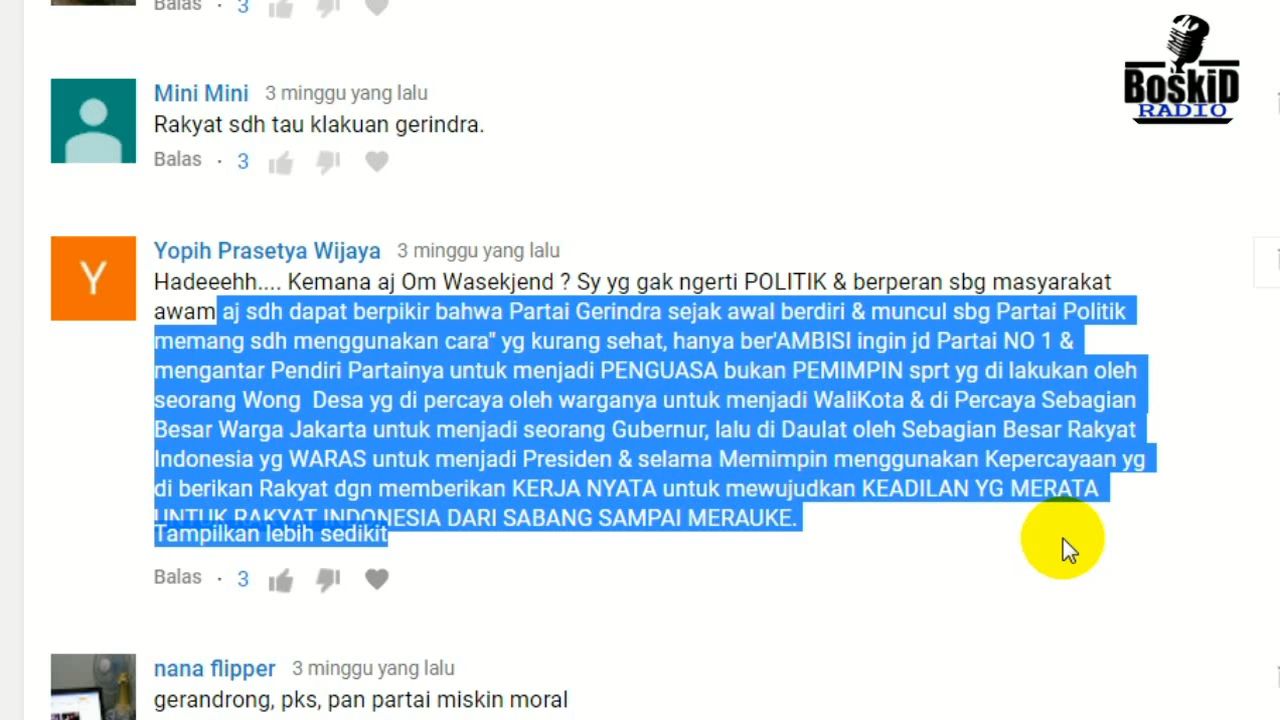 Balas · 3
BOSKID
RADIO
Mini Mini 3 minggu yang lalu
Rakyat sdh tau klakuan gerindra.
Balas · 3
Y
Yopih Prasetya Wijaya 3 minggu yang lalu
Hadeeehh.... Kemana aj Om Wasekjend ? Sy yg gak ngerti POLITIK & berperan sbg masyarakat
awam aj sdh dapat berpikir bahwa Partai Gerindra sejak awal berdiri & muncul sbg Partai Politik
memang sdh menggunakan cara" yg kurang sehat, hanya ber'AMBISI ingin jd Partai NO 1 &
mengantar Pendiri Partainya untuk menjadi PENGUASA bukan PEMIMPIN sprt yg di lakukan oleh
seorang Wong Desa yg di percaya oleh warganya untuk menjadi WaliKota & di Percaya Sebagian
Besar Warga Jakarta untuk menjadi seorang Gubernur, lalu di Daulat oleh Sebagian Besar Rakyat
Indonesia yg WARAS untuk menjadi Presiden & selama Memimpin menggunakan Kepercayaan yg
di berikan Rakyat dgn memberikan KERJA NYATA untuk mewujudkan KEADILAN YG MERATA
UNTUK RAKYAT INDONESIA DARI SABANG SAMPAI MERAUKE.
Tampilkan lebih sedikit
Balas · 3
nana flipper 3 minggu yang lalu
gerandrong, pks, pan partai miskin moral